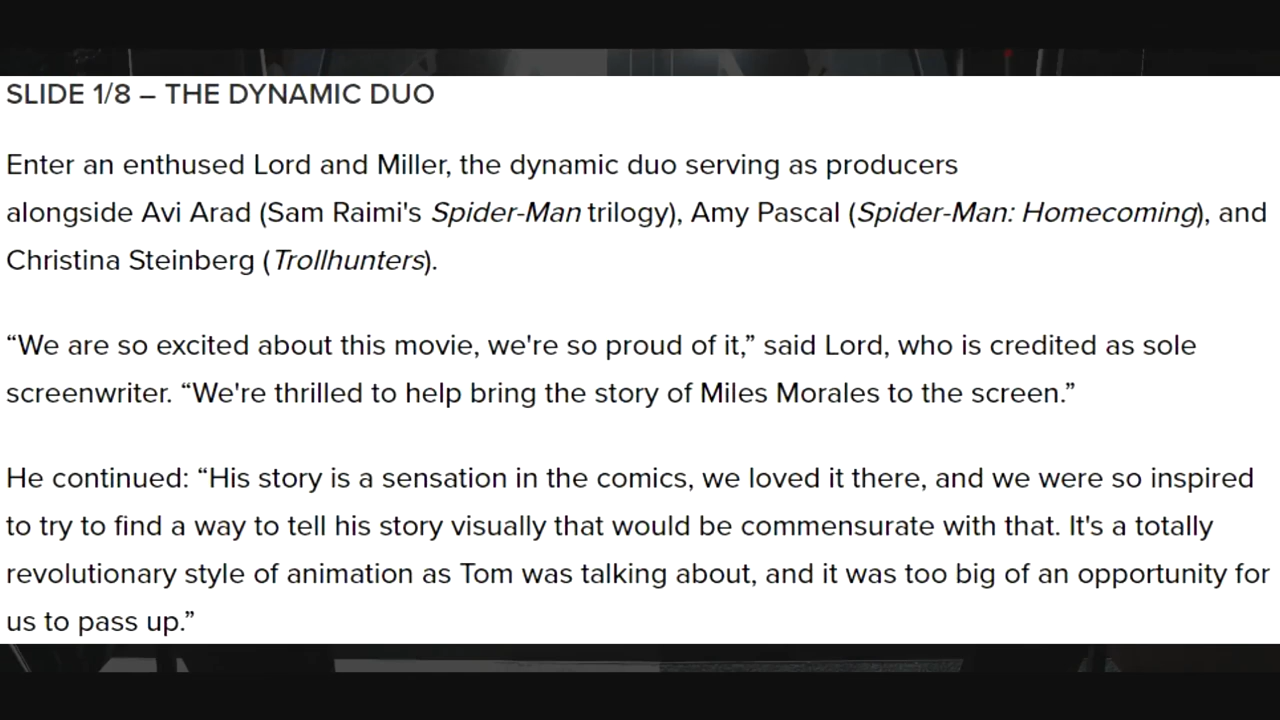 SLIDE 1/8 – THE DYNAMIC DUO
Enter an enthused Lord and Miller, the dynamic duo serving as producers
alongside Avi Arad (Sam Raimi's Spider-Man trilogy), Amy Pascal (Spider-Man: Homecoming), and
Christina Steinberg (Trollhunters).
“We are so excited about this movie, we're so proud of it,” said Lord, who is credited as sole
screenwriter. “We're thrilled to help bring the story of Miles Morales to the screen.”
He continued: “His story is a sensation in the comics, we loved it there, and we were so inspired
to try to find a way to tell his story visually that would be commensurate with that. It's a totally
revolutionary style of animation as Tom was talking about, and it was too big of an opportunity for
us to pass up.”